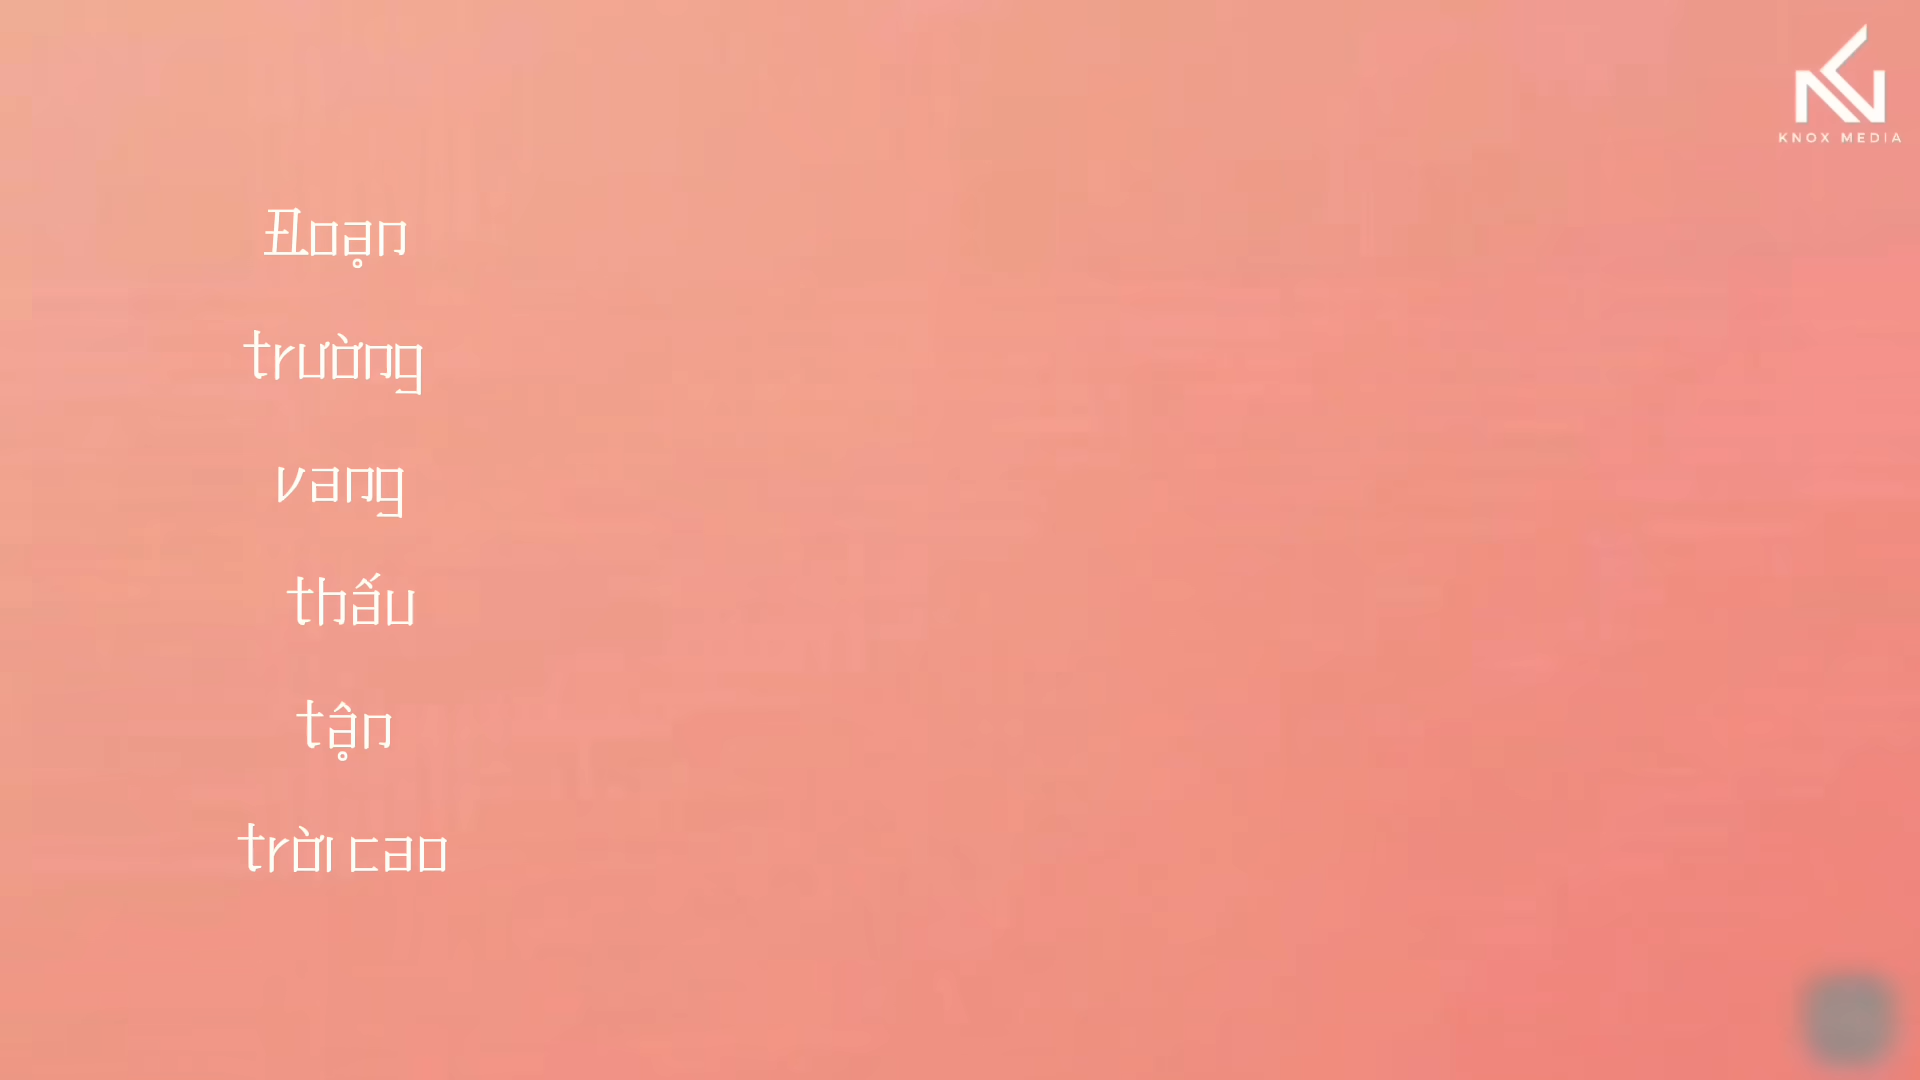 KNOX MEDIA
Đoạn
trường
vang
thấu
tận
trời cao